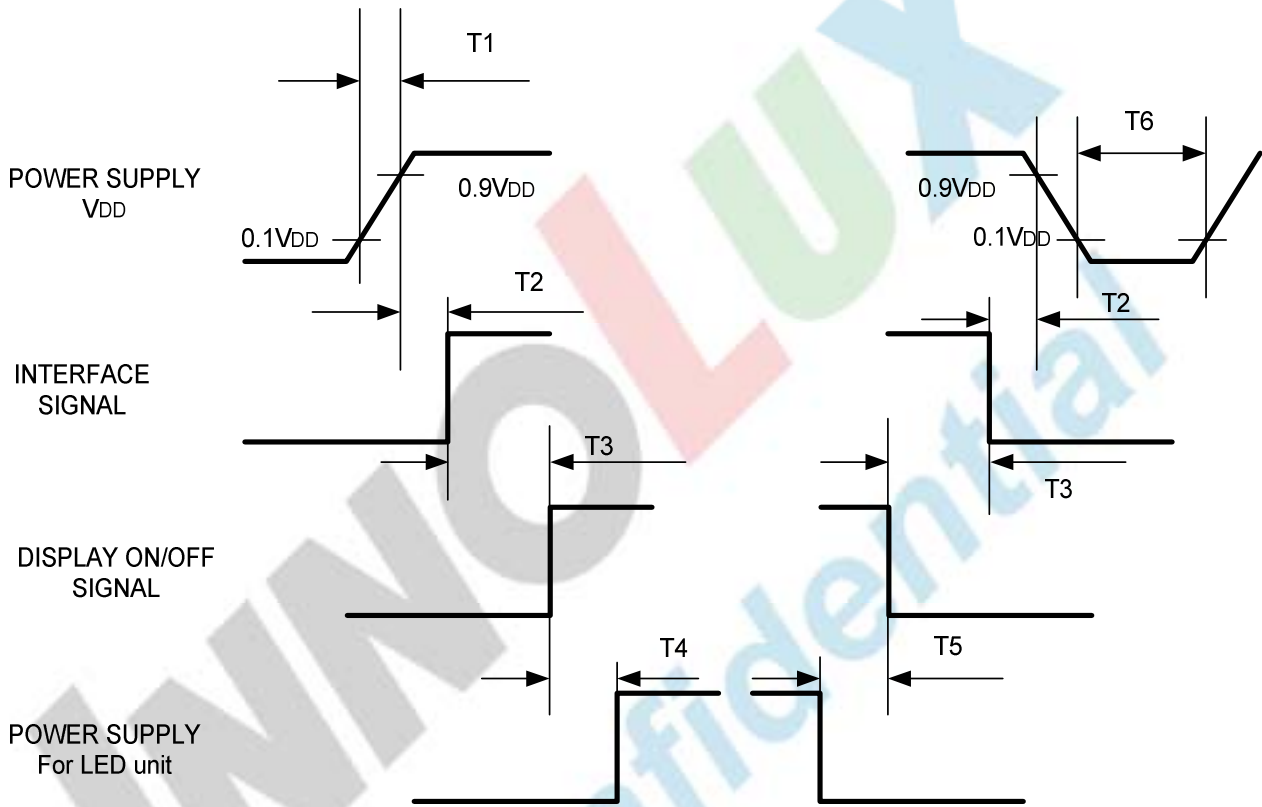 T1
T6
POWER SUPPLY
VDD
0.9VDD
0.9VDD
0.1VDD
0.1VDD
T2
T2
INTERFACE
SIGNAL
T3
T3
DISPLAY ON/OFF
SIGNAL
T4
T5
POWER SUPPLY
For LED unit
INNOLUX